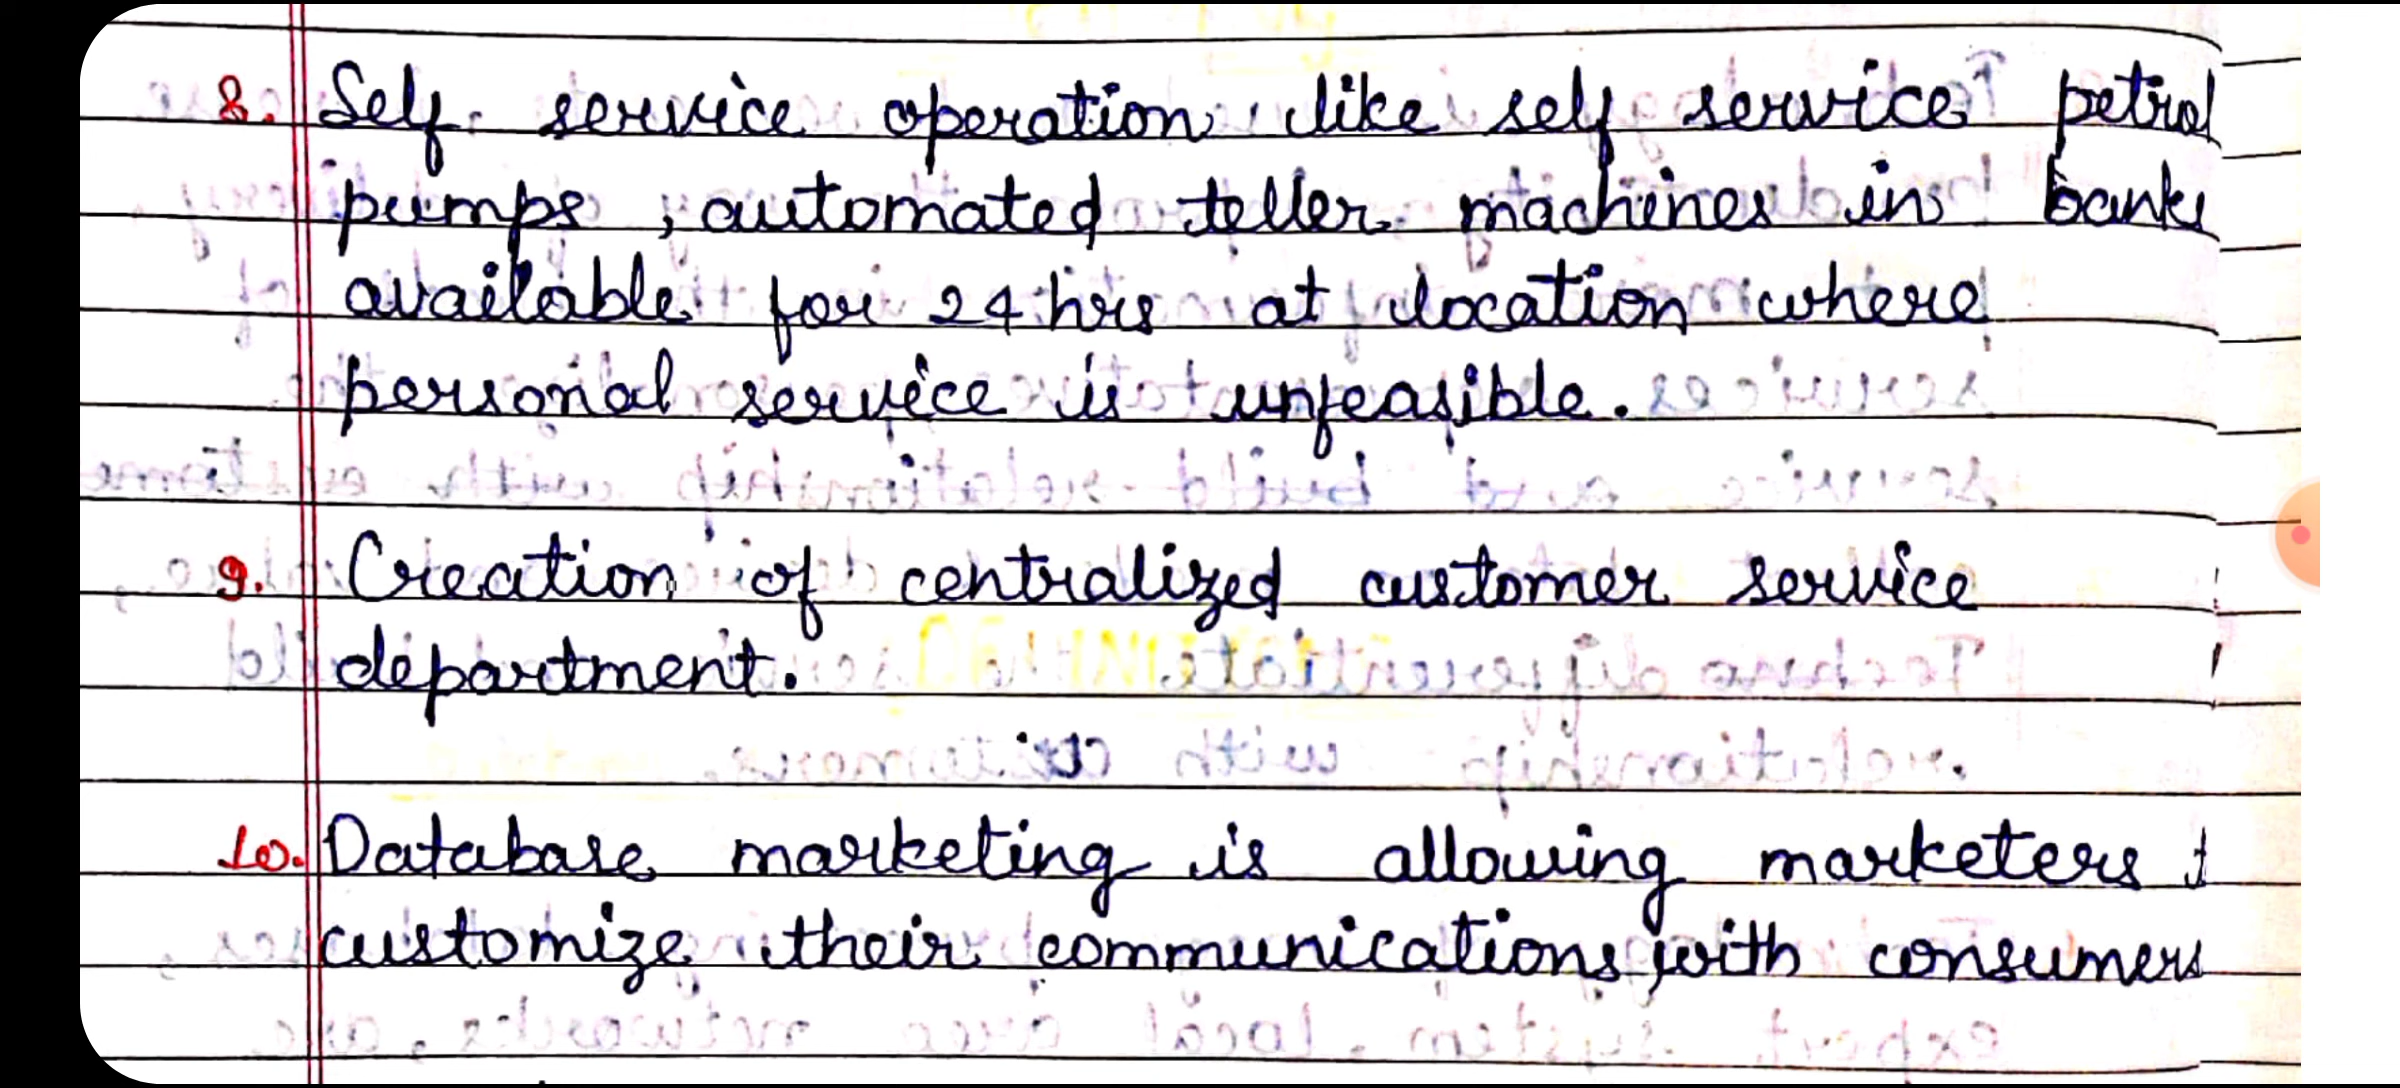 8. Self service operation like self service petrol
pumps , automated teller machines in banks
available for 24 hrs at location where
personal service is unfeasible.
9. Creation of centralized customer service
department.
10. Database marketing is allowing marketers t
customize their communications with consumers